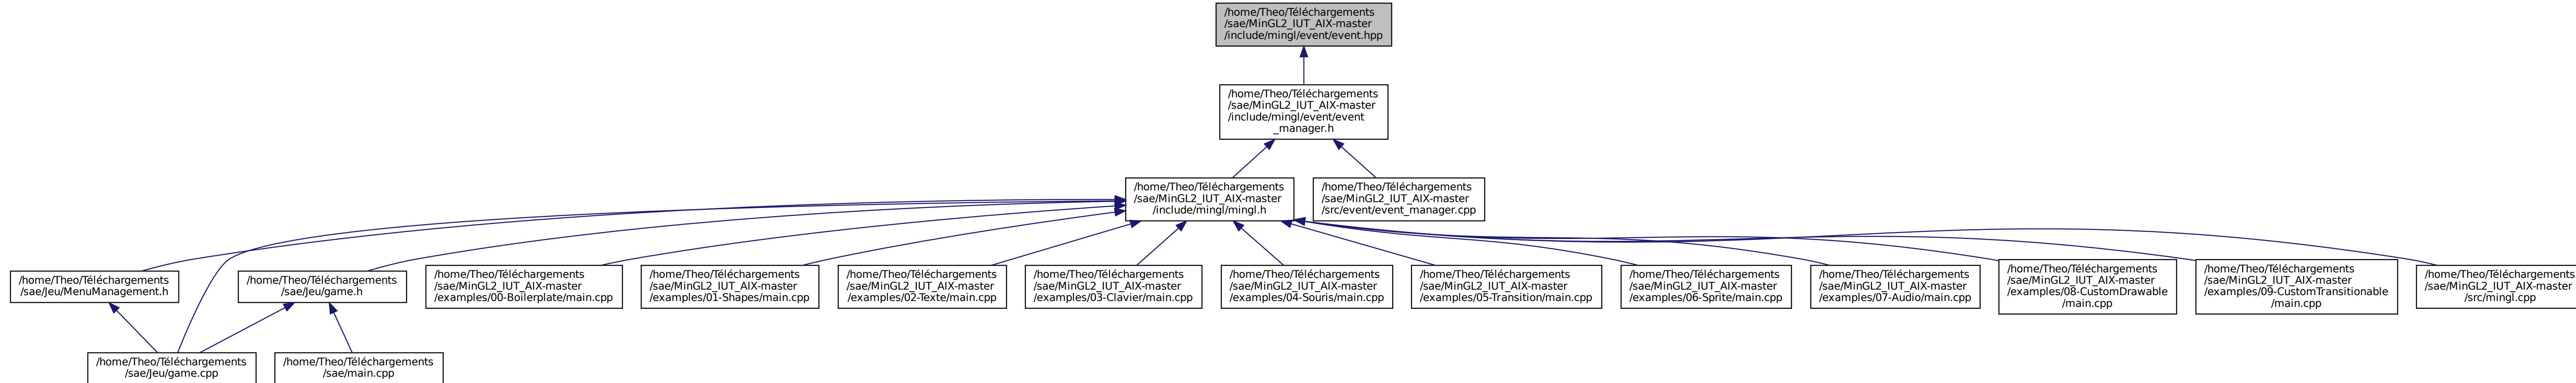 /home/Theo/Téléchargements
/sae/MinGL2_IUT_AIX-master
/include/mingl/event/event.hpp
/home/Theo/Téléchargements
/sae/MinGL2_IUT_AIX-master
/include/mingl/event/event
_manager.h
/home/Theo/Téléchargements
/sae/MinGL2_IUT_AIX-master
/include/mingl/mingl.h
/home/Theo/Téléchargements
/sae/MinGL2_IUT_AIX-master
/src/event/event_manager.cpp
/home/Theo/Téléchargements
/sae/Jeu/MenuManagement.h
/home/Theo/Téléchargements
/sae/Jeu/game.h
/home/Theo/Téléchargements
/sae/MinGL2_IUT_AIX-master
/examples/00-Boilerplate/main.cpp
/home/Theo/Téléchargements
/sae/MinGL2_IUT_AIX-master
/examples/01-Shapes/main.cpp
/home/Theo/Téléchargements
/sae/MinGL2_IUT_AIX-master
/examples/02-Texte/main.cpp
/home/Theo/Téléchargements
/sae/MinGL2_IUT_AIX-master
/examples/03-Clavier/main.cpp
/home/Theo/Téléchargements
/sae/MinGL2_IUT_AIX-master
/examples/04-Souris/main.cpp
/home/Theo/Téléchargements
/sae/MinGL2_IUT_AIX-master
/examples/05-Transition/main.cpp
/home/Theo/Téléchargements
/sae/MinGL2_IUT_AIX-master
/examples/06-Sprite/main.cpp
/home/Theo/Téléchargements
/sae/MinGL2_IUT_AIX-master
/examples/07-Audio/main.cpp
/home/Theo/Téléchargements
/sae/MinGL2_IUT_AIX-master
/examples/08-CustomDrawable
/main.cpp
/home/Theo/Téléchargements
/sae/MinGL2_IUT_AIX-master
/examples/09-CustomTransitionable
/main.cpp
/home/Theo/Téléchargements
/sae/MinGL2_IUT_AIX-master
/src/mingl.cpp
/home/Theo/Téléchargements
/sae/Jeu/game.cpp
/home/Theo/Téléchargements
/sae/main.cpp